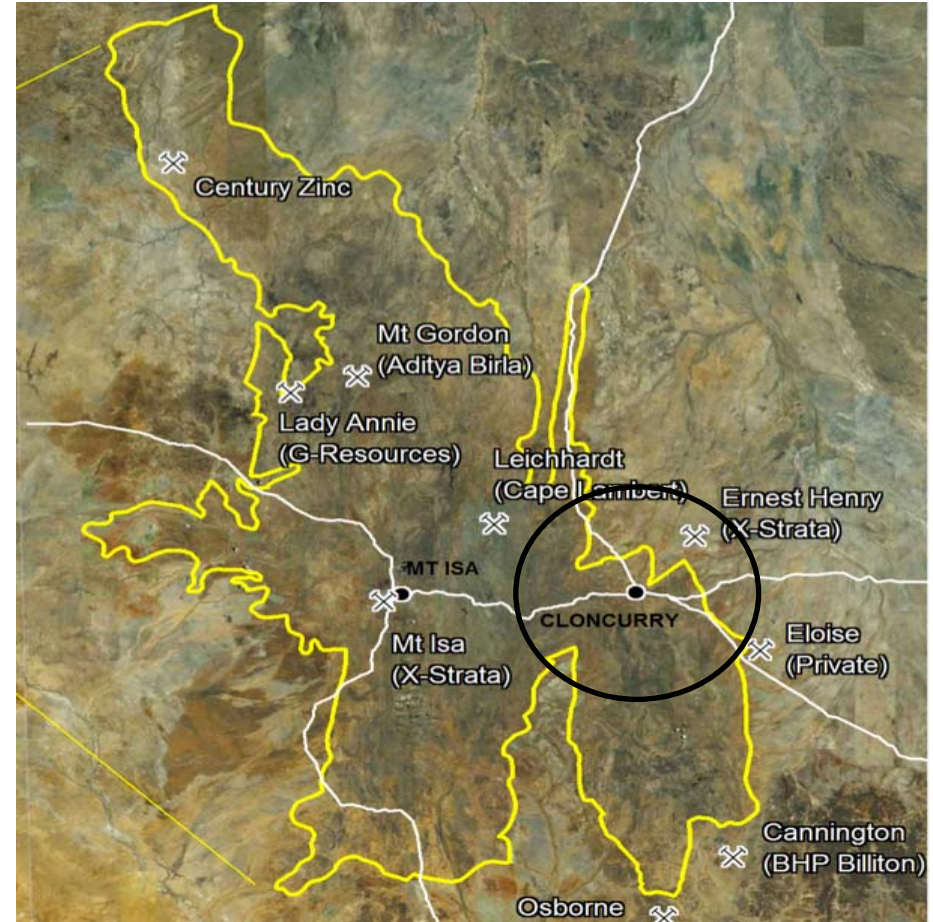 Century Zinc
Mt Gordon
(Aditya Birla)
Lady Annie
(G-Resources)
Leichhardt
(Cape Lambert)
Ernest Henry
(X-Strata)
MT ISA
CLONCURRY
Mt Isa
(X-Strata)
Eloise
(Private)
Cannington
(BHP Billiton)
Osborne